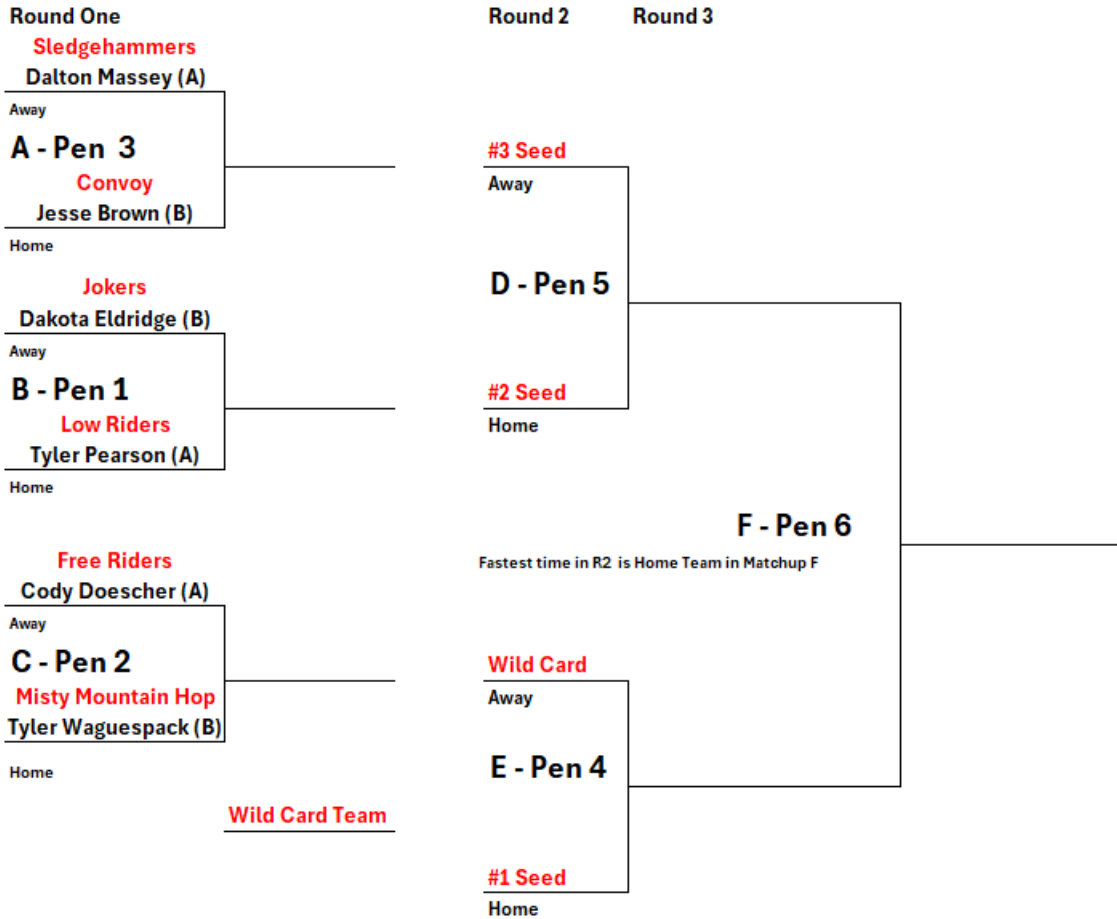 Round One
Round 2
Round 3
Sledgehammers
Dalton Massey (A)
Away
A - Pen 3
Convoy
Jesse Brown (B)
Home
Jokers
Dakota Eldridge (B)
Away
B - Pen 1
Low Riders
Tyler Pearson (A)
Home
Free Riders
Cody Doescher (A)
Away
C - Pen 2
Misty Mountain Hop
Tyler Waguespack (B)
Home
Wild Card Team
#3 Seed
Away
D - Pen 5
#2 Seed
Home
F - Pen 6
Fastest time in R2 is Home Team in Matchup F
Wild Card
Away
E - Pen 4
#1 Seed
Home